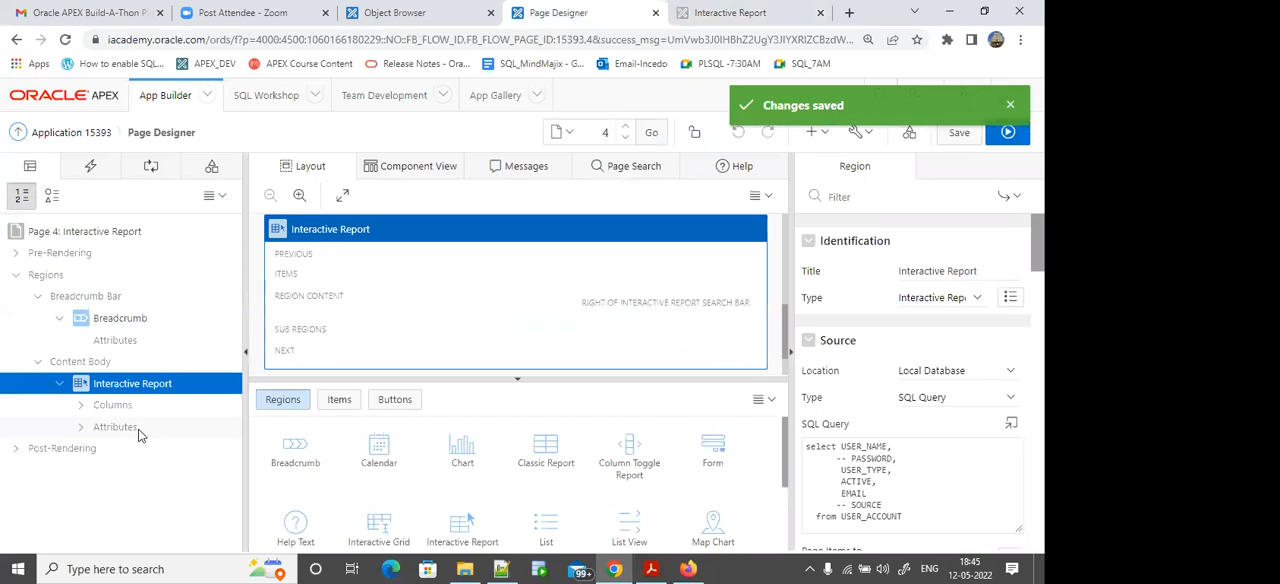 Oracle APEX Build-A-Thon P
Post Attendee - Zoom
Object Browser
Page Designer
Interactive Report
iacademy.oracle.com/ords/f?p=4000:4500:1060166180229::NO::FB_FLOW_ID,FB_FLOW_PAGE_ID:15393,4&success_msg=UmVwb3J0IHBhZ2UgY3JIYXRlZCBzdW...
Apps
How to enable SQL...
APEX_DEV
APEX Course Content
Release Notes - Ora...
SQL_MindMajix - G...
Email-Incedo
PLSQL -7:30AM
SQL_7AM
ORACLE APEX
App Builder
SQL Workshop
Team Development
App Gallery
Changes saved
Application 15393
Page Designer
4
Go
Save
Layout
Component View
Messages
Page Search
Help
Region
Filter
Page 4: Interactive Report
Pre-Rendering
Regions
Breadcrumb Bar
Breadcrumb
Attributes
Content Body
Interactive Report
Columns
Attributes
Post-Rendering
Interactive Report
PREVIOUS
ITEMS
REGION CONTENT
RIGHT OF INTERACTIVE REPORT SEARCH BAR
SUB REGIONS
NEXT
Regions
Items
Buttons
Breadcrumb
Calendar
Chart
Classic Report
Column Toggle
Report
Form
Help Text
Interactive Grid
Interactive Report
List
List View
Map Chart
Identification
Title
Interactive Report
Type
Interactive Repo
Source
Location
Local Database
Type
SQL Query
SQL Query
select USER_NAME,
-- PASSWORD,
USER_TYPE,
ACTIVE,
EMAIL
-- SOURCE
from USER_ACCOUNT
Type here to search
99+
ENG
18:45
12-05-2022